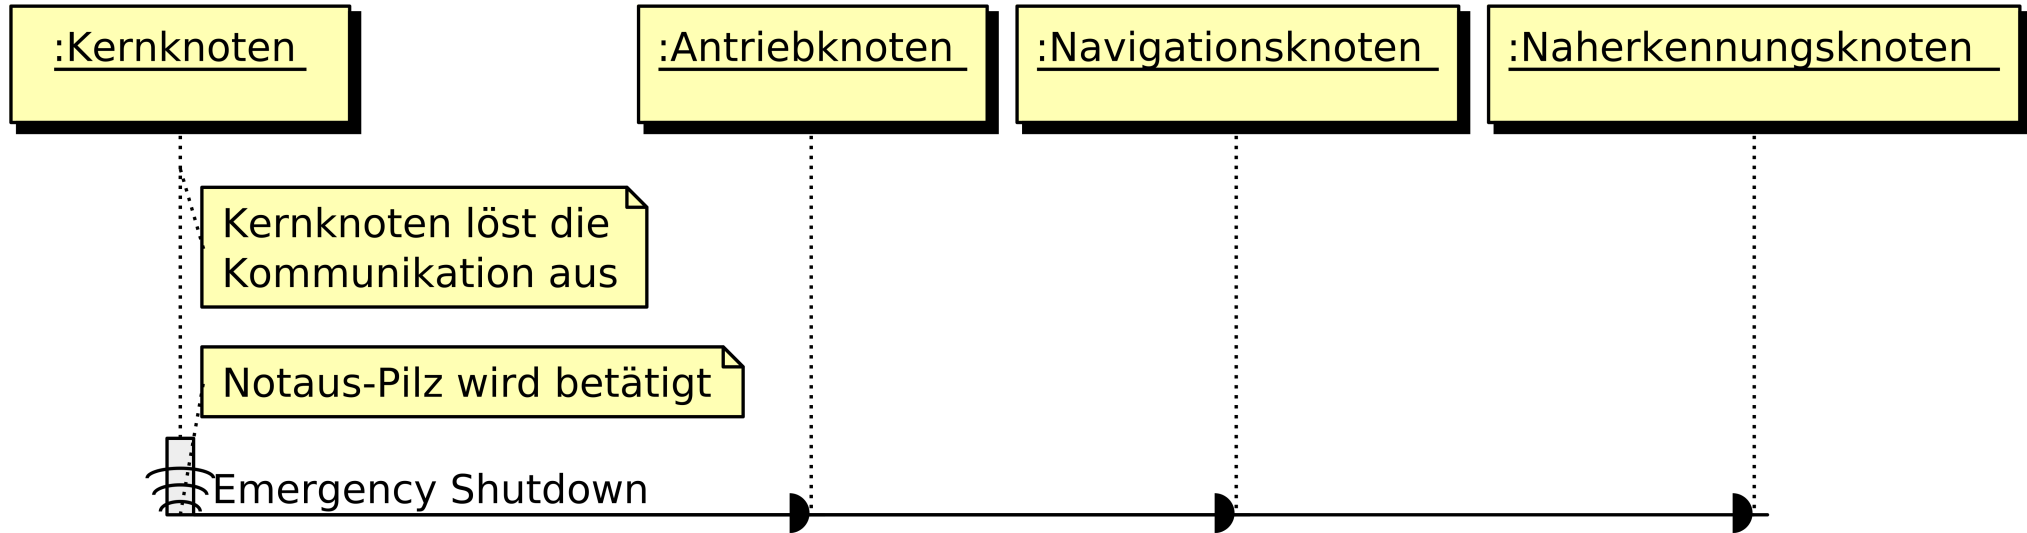 :Kernknoten
:Antriebknoten
:Navigationsknoten
:Naherkennungsknoten
Kernknoten löst die
Kommunikation aus
Notaus-Pilz wird betätigt
Emergency Shutdown